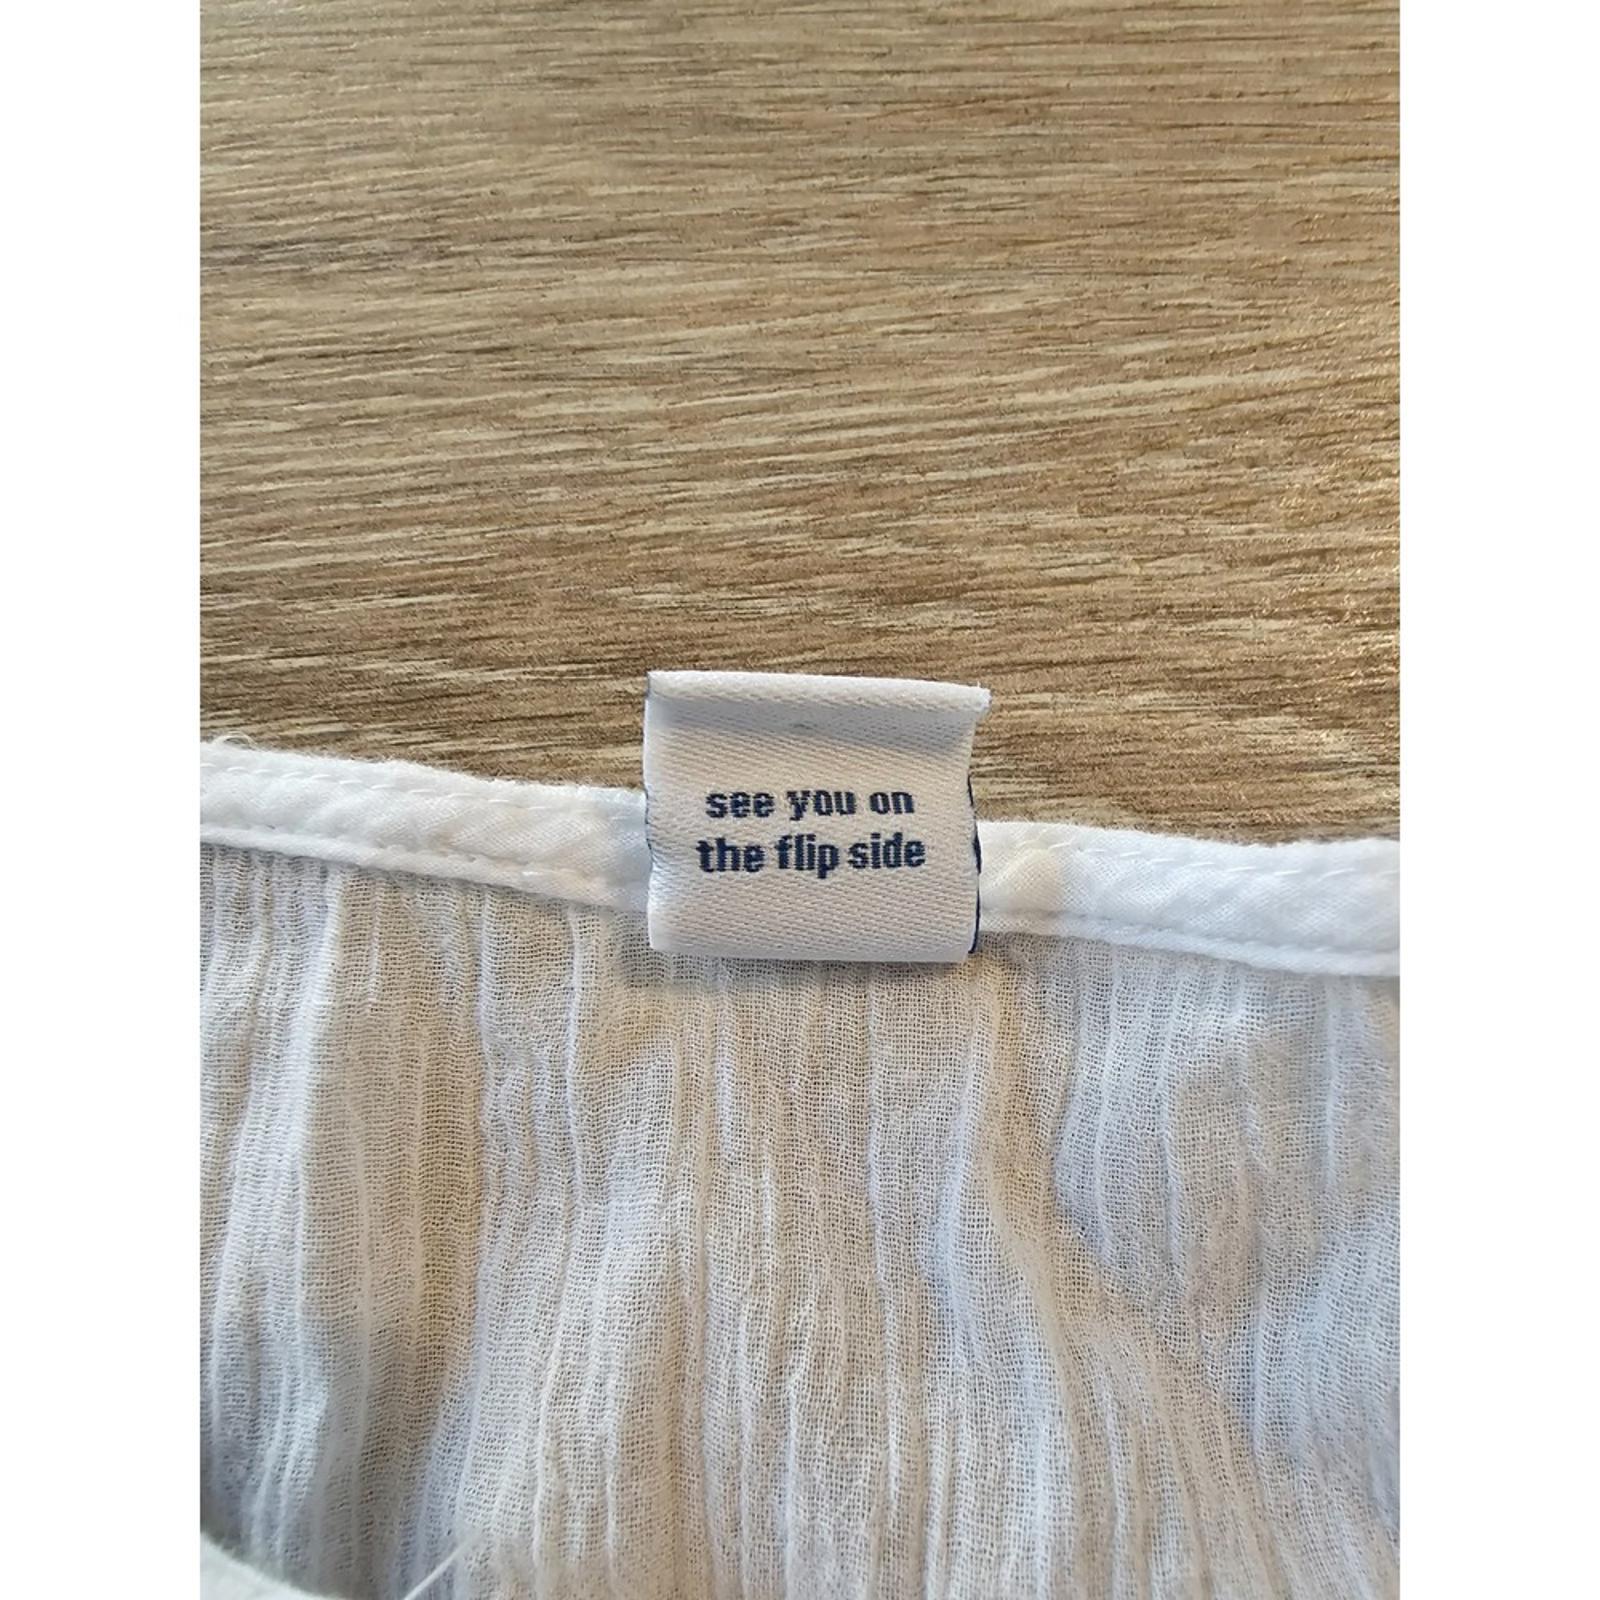 see you on
the flip side